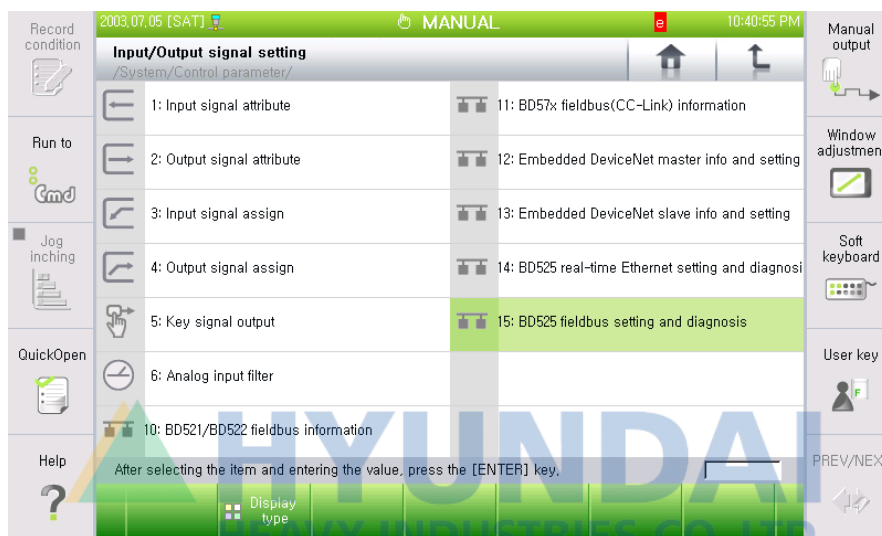 2003,07,05 [SAT]
MANUAL
e
10:40:55 PM
Input/Output signal setting
/System/Control parameter/
Record
condition
Run to
Cmd
Jog
inching
QuickOpen
Help
?
1: Input signal attribute
2: Output signal attribute
3: Input signal assign
4: Output signal assign
5: Key signal output
6: Analog input filter
10: BD521/BD522 fieldbus information
11: BD57x fieldbus(CC-Link) information
12: Embedded DeviceNet master info and setting
13: Embedded DeviceNet slave info and setting
14: BD525 real-time Ethernet setting and diagnosi
15: BD525 fieldbus setting and diagnosis
After selecting the item and entering the value, press the [ENTER] key,
Display
type
Manual
output
Window
adjustmen
Soft
keyboard
User key
F
PREV/NEX
HYUNDAI
HEAVY INDUSTRIES CO.,LTD